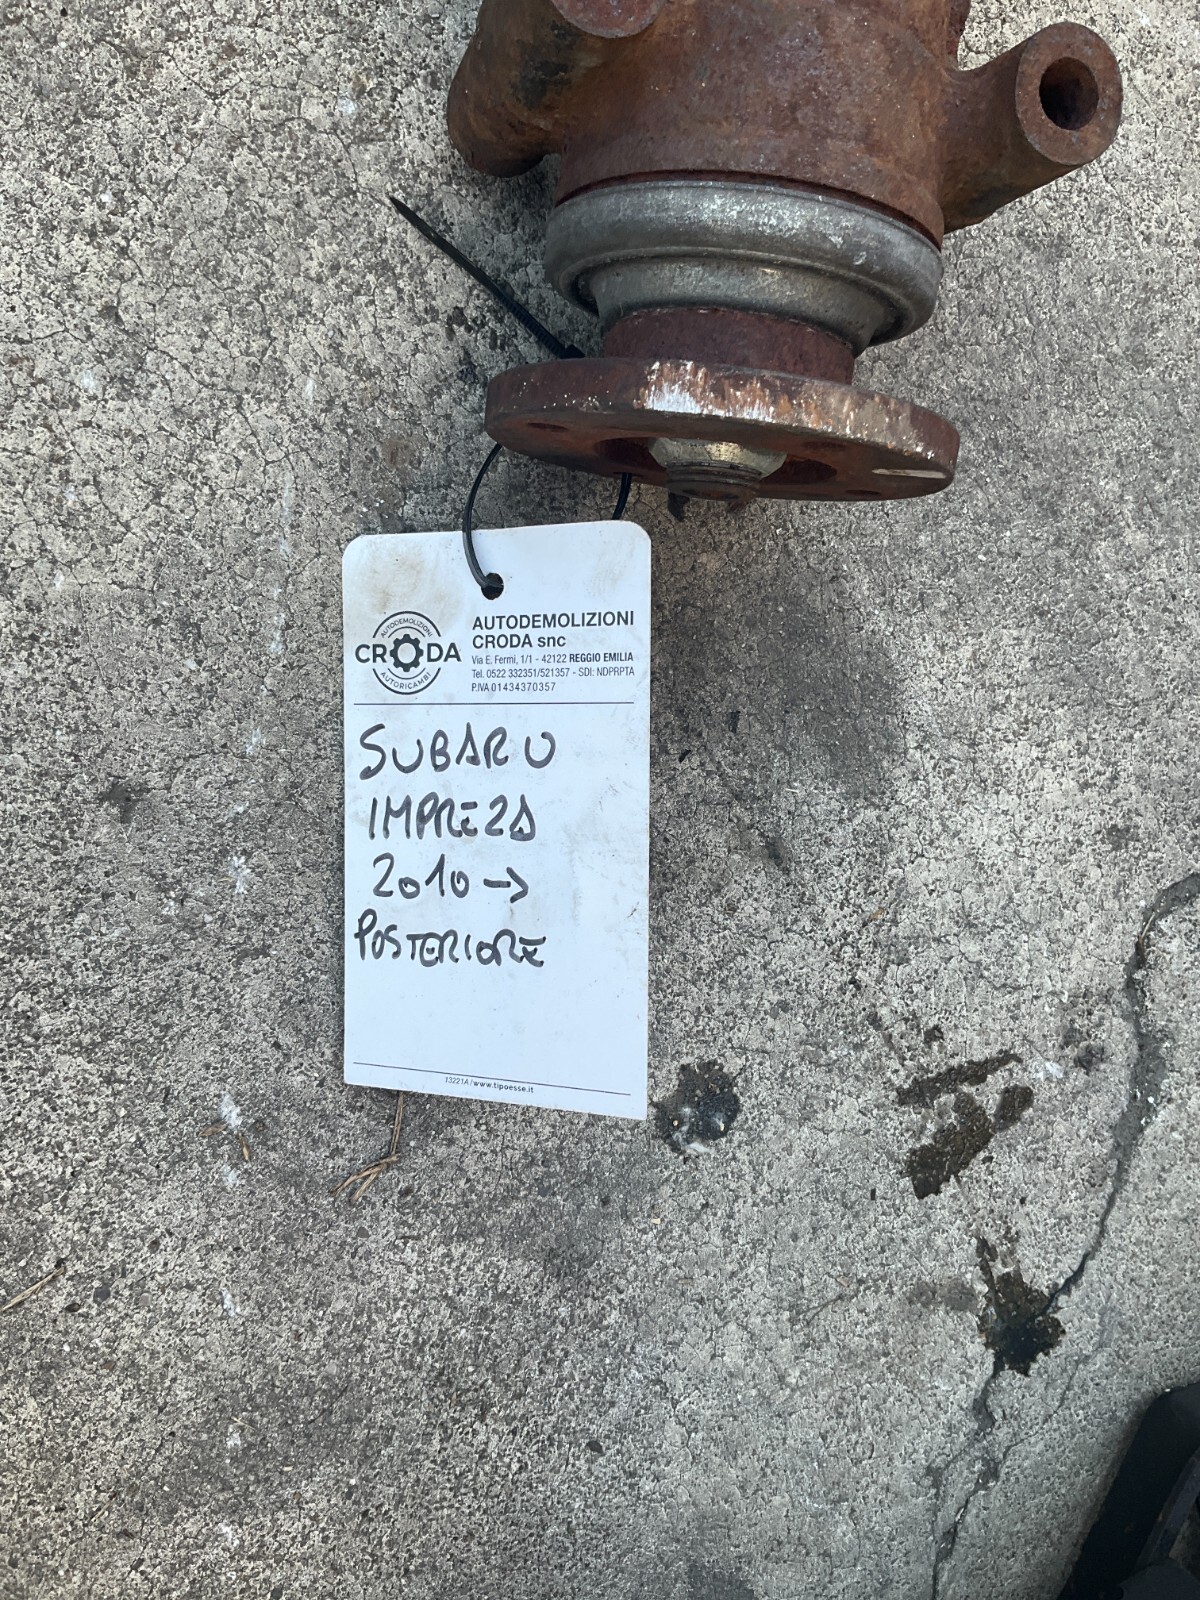 AUTODEMOLIZIONI
CRODA
AUTORICAMBI
AUTODEMOLIZIONI
CRODA snc
Via E. Fermi, 1/1 - 42122 REGGIO EMILIA
Tel. 0522 332351/521357 - SDI: NDPRPTA
P.IVA 01434370357
SUBARU
IMPREZA
2010 →
POSTERIORE
13221A / www.tipoesse.it